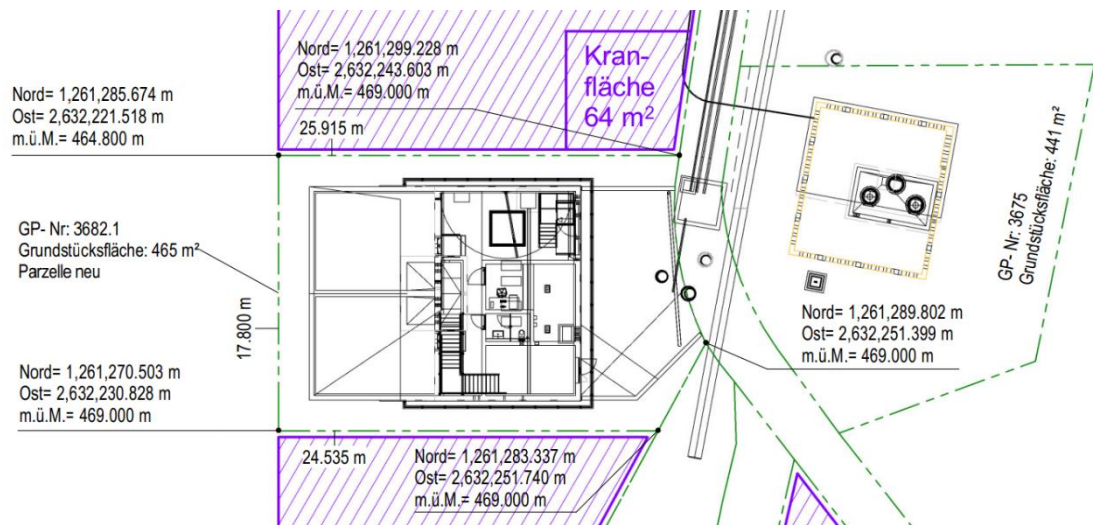 Nord= 1,261,299.228 m
Ost= 2,632,243.603 m
m.ü.M.= 469.000 m
Kran-
fläche
64 m²
Nord= 1,261,285.674 m
Ost= 2,632,221.518 m
m.ü.M.= 464.800 m
25.915 m
GP- Nr: 3682.1
Grundstücksfläche: 465 m²
Parzelle neu
GP- Nr: 3675
Grundstücksfläche: 441 m²
17.800 m
Nord= 1,261,289.802 m
Ost= 2,632,251.399 m
m.ü.M.= 469.000 m
Nord= 1,261,270.503 m
Ost= 2,632,230.828 m
m.ü.M.= 469.000 m
24.535 m
Nord= 1,261,283.337 m
Ost= 2,632,251.740 m
m.ü.M.= 469.000 m